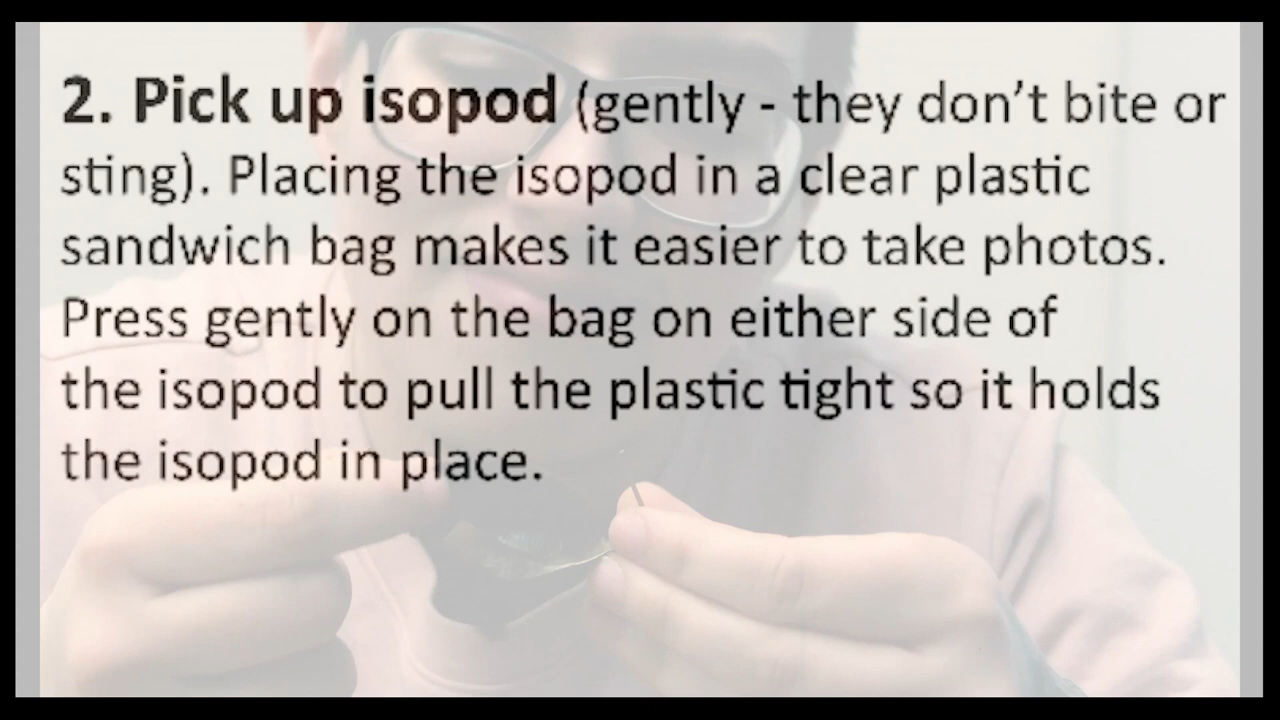 2. Pick up isopod (gently - they don’t bite or
sting). Placing the isopod in a clear plastic
sandwich bag makes it easier to take photos.
Press gently on the bag on either side of
the isopod to pull the plastic tight so it holds
the isopod in place.